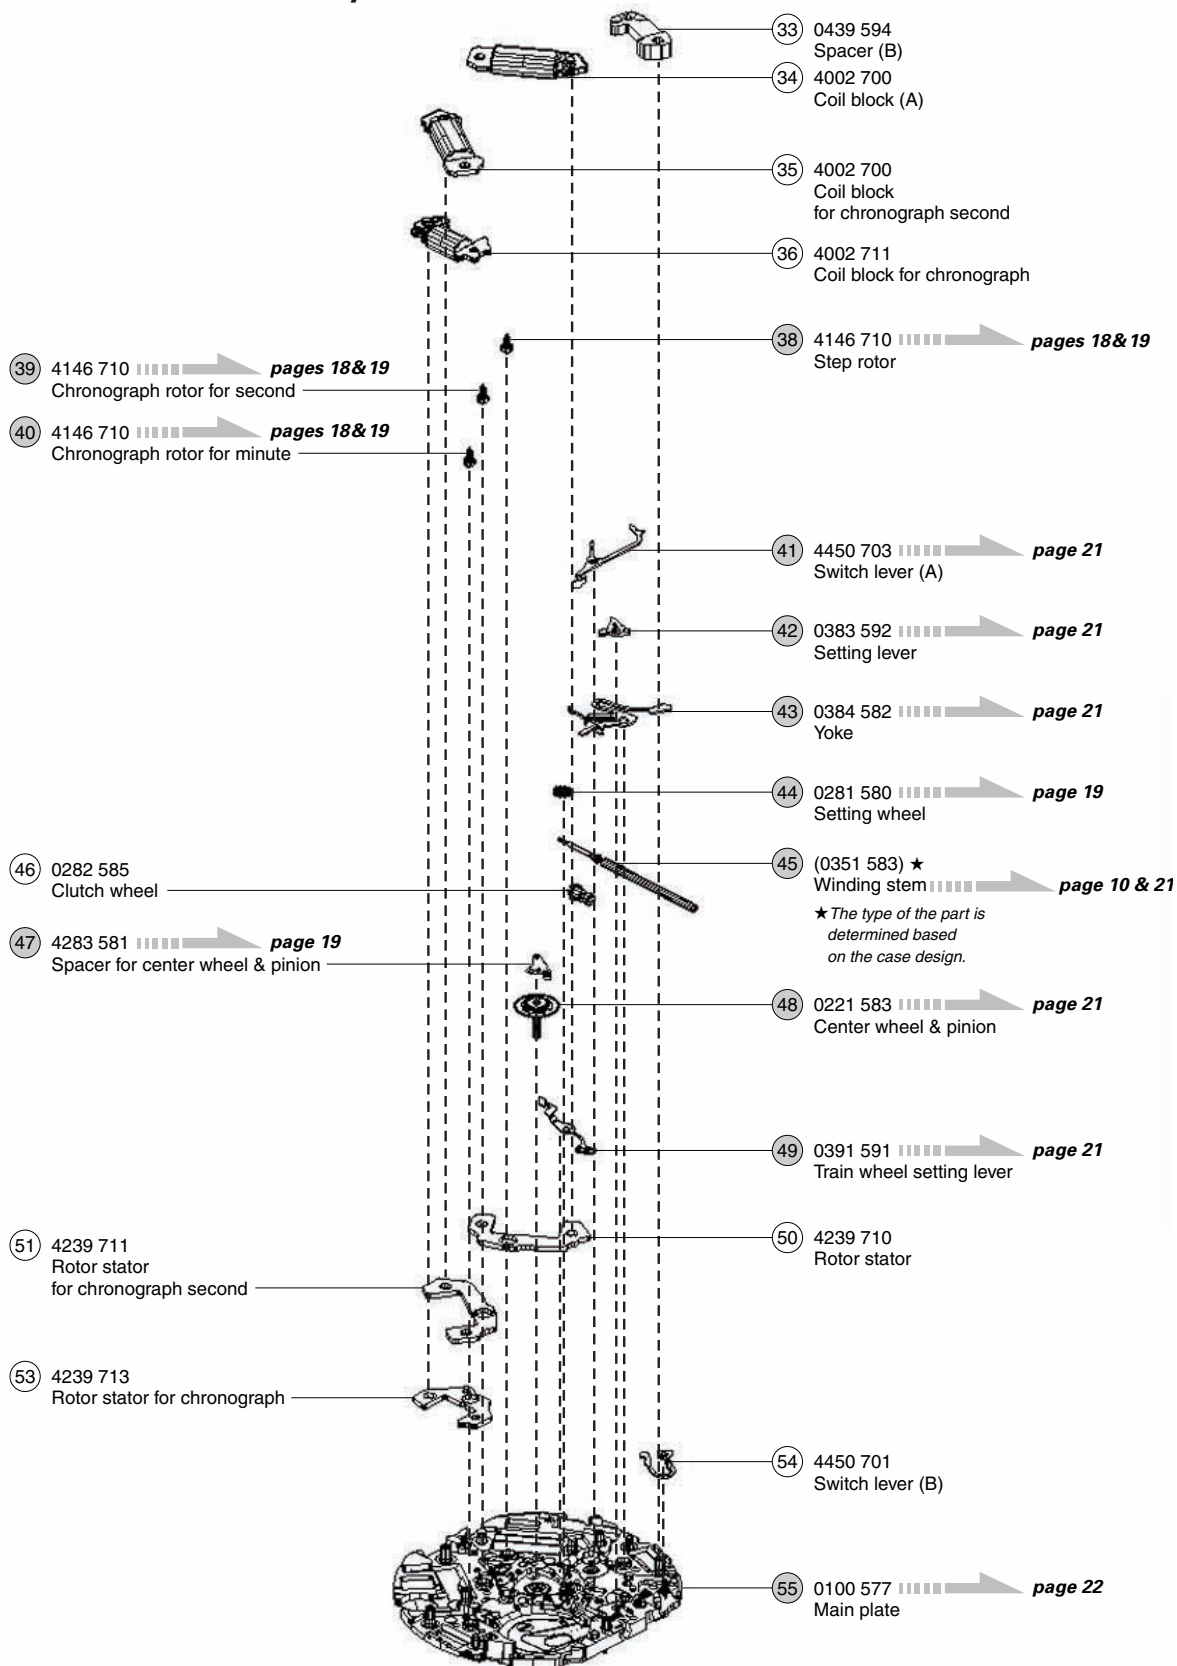 33 0439 594
Spacer (B)
34 4002 700
Coil block (A)
35 4002 700
Coil block
for chronograph second
36 4002 711
Coil block for chronograph
38 4146 710 pages 18&19
Step rotor
39 4146 710 pages 18&19
Chronograph rotor for second
40 4146 710 pages 18&19
Chronograph rotor for minute
41 4450 703 page 21
Switch lever (A)
42 0383 592 page 21
Setting lever
43 0384 582 page 21
Yoke
44 0281 580 page 19
Setting wheel
45 (0351 583) ★
Winding stem page 10 & 21
★The type of the part is
determined based
on the case design.
46 0282 585
Clutch wheel
47 4283 581 page 19
Spacer for center wheel & pinion
48 0221 583 page 21
Center wheel & pinion
49 0391 591 page 21
Train wheel setting lever
50 4239 710
Rotor stator
51 4239 711
Rotor stator
for chronograph second
53 4239 713
Rotor stator for chronograph
54 4450 701
Switch lever (B)
55 0100 577 page 22
Main plate